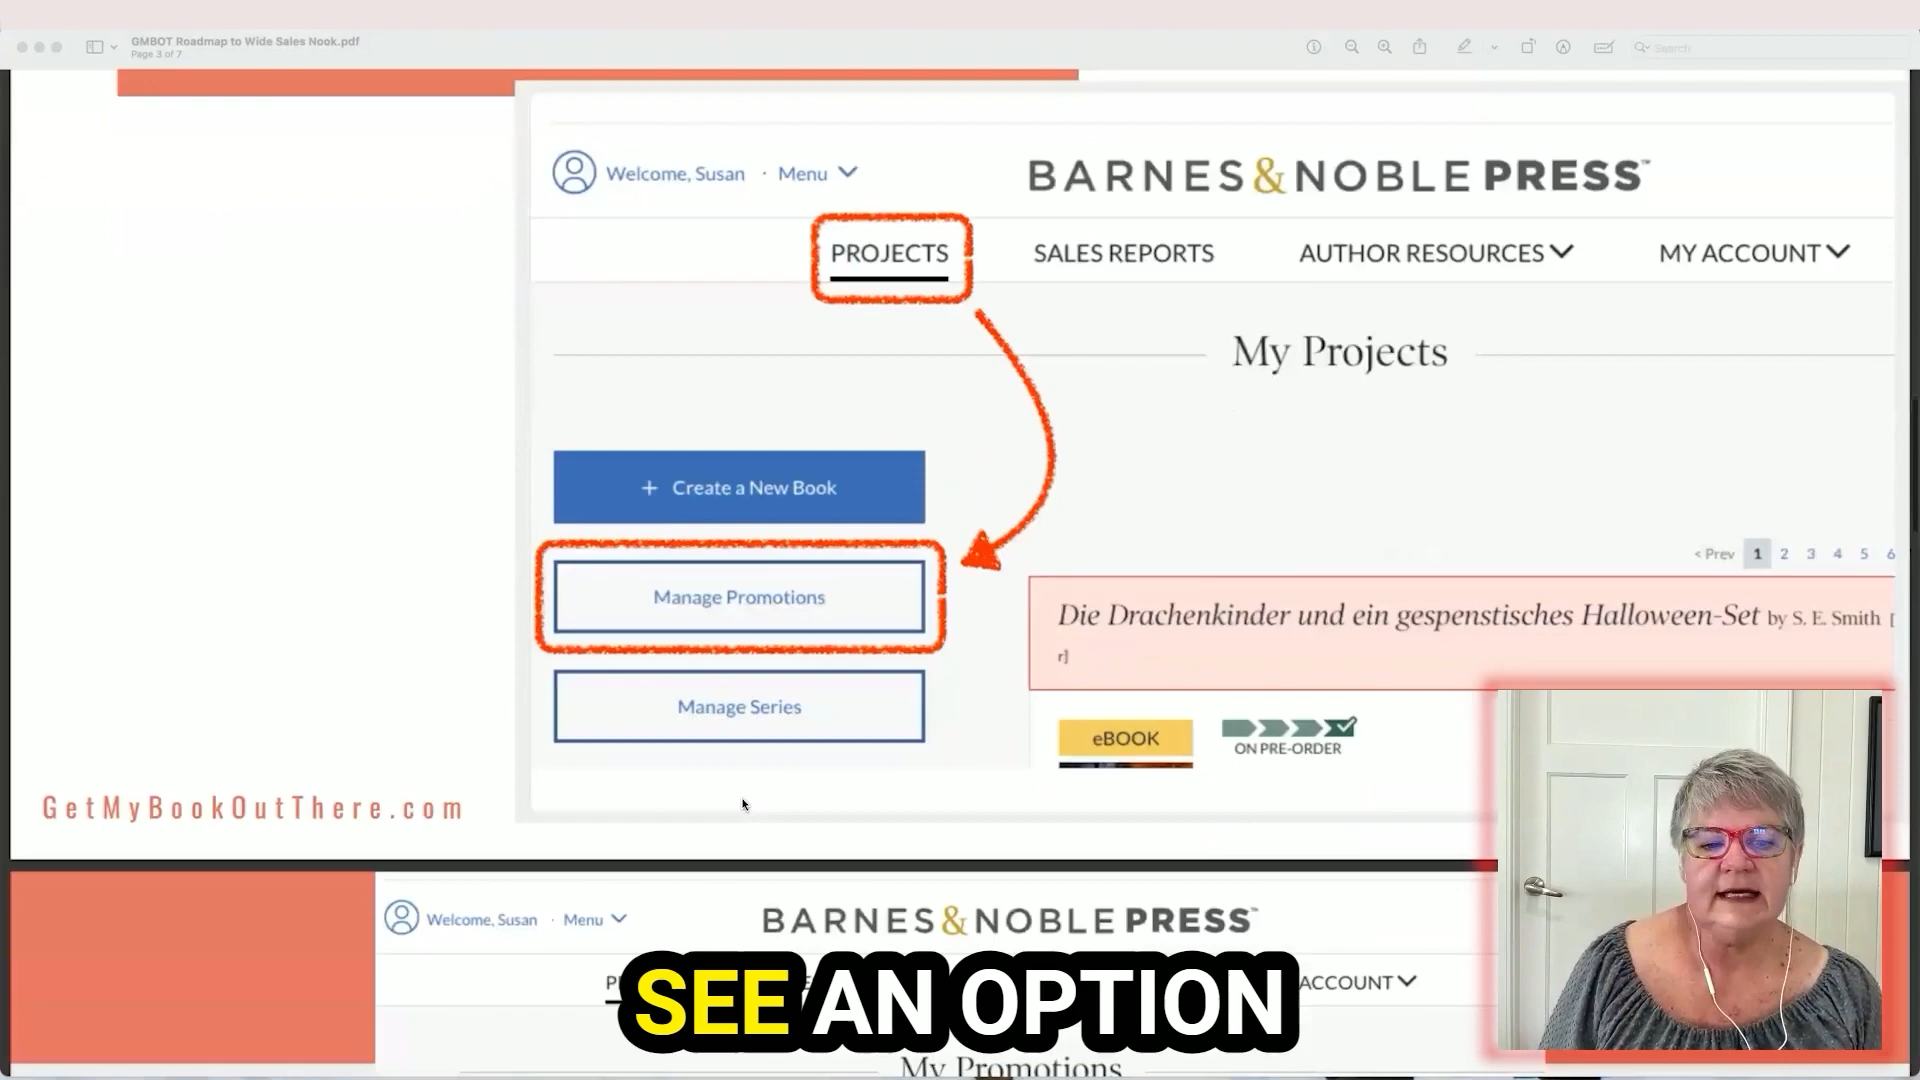 GMBOT Roadmap to Wide Sales Nook.pdf
Page 3 of 7
Search
Welcome, Susan · Menu
BARNES & NOBLE PRESS™
PROJECTS SALES REPORTS AUTHOR RESOURCES MY ACCOUNT
My Projects
+ Create a New Book
< Prev 1 2 3 4 5 6
Manage Promotions
Die Drachenkinder und ein gespenstisches Halloween-Set by S. E. Smith [
r]
Manage Series
eBOOK
ON PRE-ORDER
GetMyBookOutThere.com
Welcome, Susan · Menu
BARNES & NOBLE PRESS™
ACCOUNT
SEE AN OPTION
My Promotions